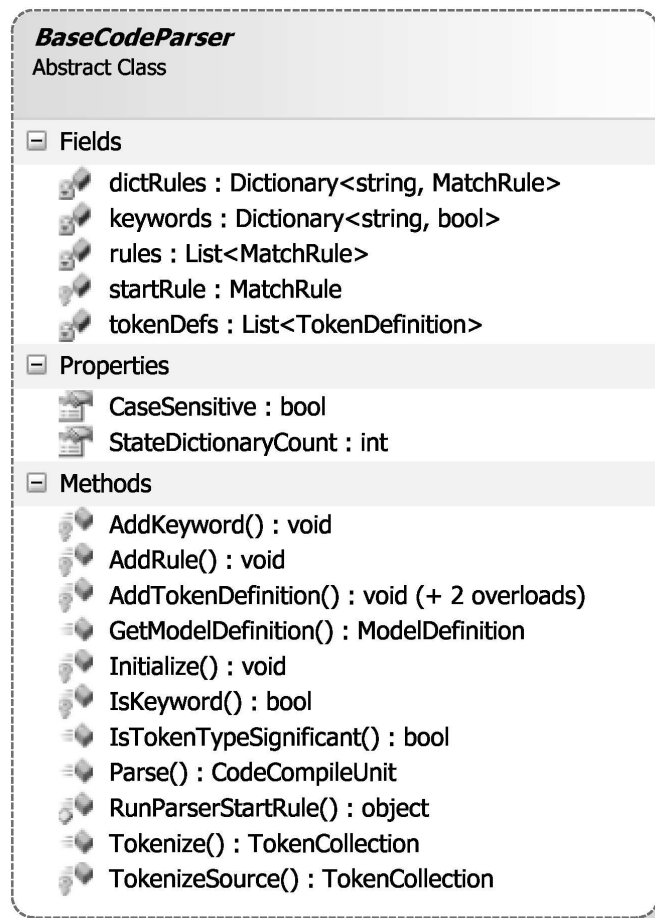 BaseCodeParser
Abstract Class
Fields
dictRules : Dictionary<string, MatchRule>
keywords : Dictionary<string, bool>
rules : List<MatchRule>
startRule : MatchRule
tokenDefs : List<TokenDefinition>
Properties
CaseSensitive : bool
StateDictionaryCount : int
Methods
AddKeyword() : void
AddRule() : void
AddTokenDefinition() : void (+ 2 overloads)
GetModelDefinition() : ModelDefinition
Initialize() : void
IsKeyword() : bool
IsTokenTypeSignificant() : bool
Parse() : CodeCompileUnit
RunParserStartRule() : object
Tokenize() : TokenCollection
TokenizeSource() : TokenCollection